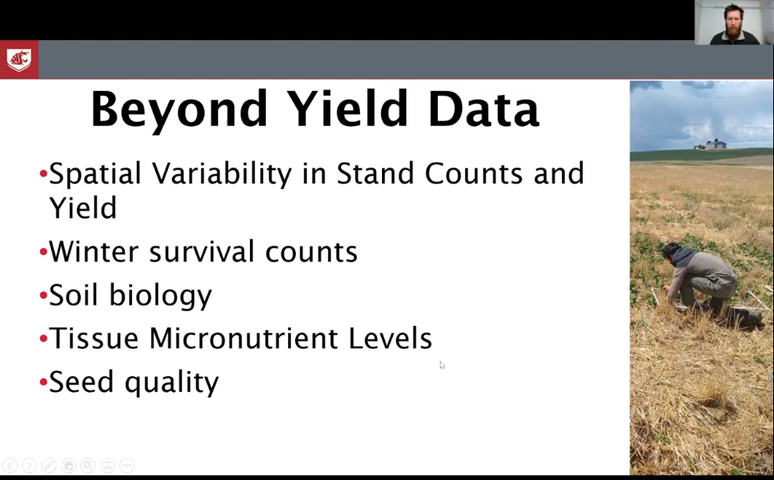 Beyond Yield Data
•Spatial Variability in Stand Counts and
Yield
•Winter survival counts
•Soil biology
•Tissue Micronutrient Levels
•Seed quality